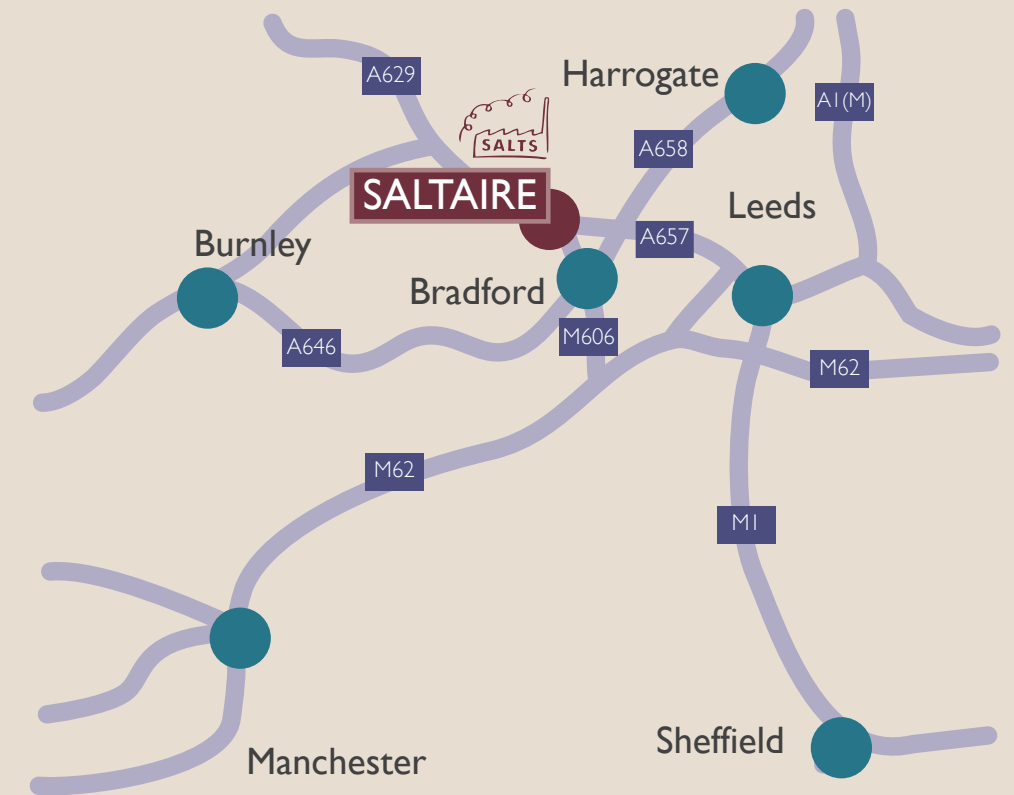 Harrogate
A629
A1(M)
SALTS
A658
SALTAIRE
Leeds
A657
Burnley
Bradford
M606
A646
M62
M62
M1
Sheffield
Manchester